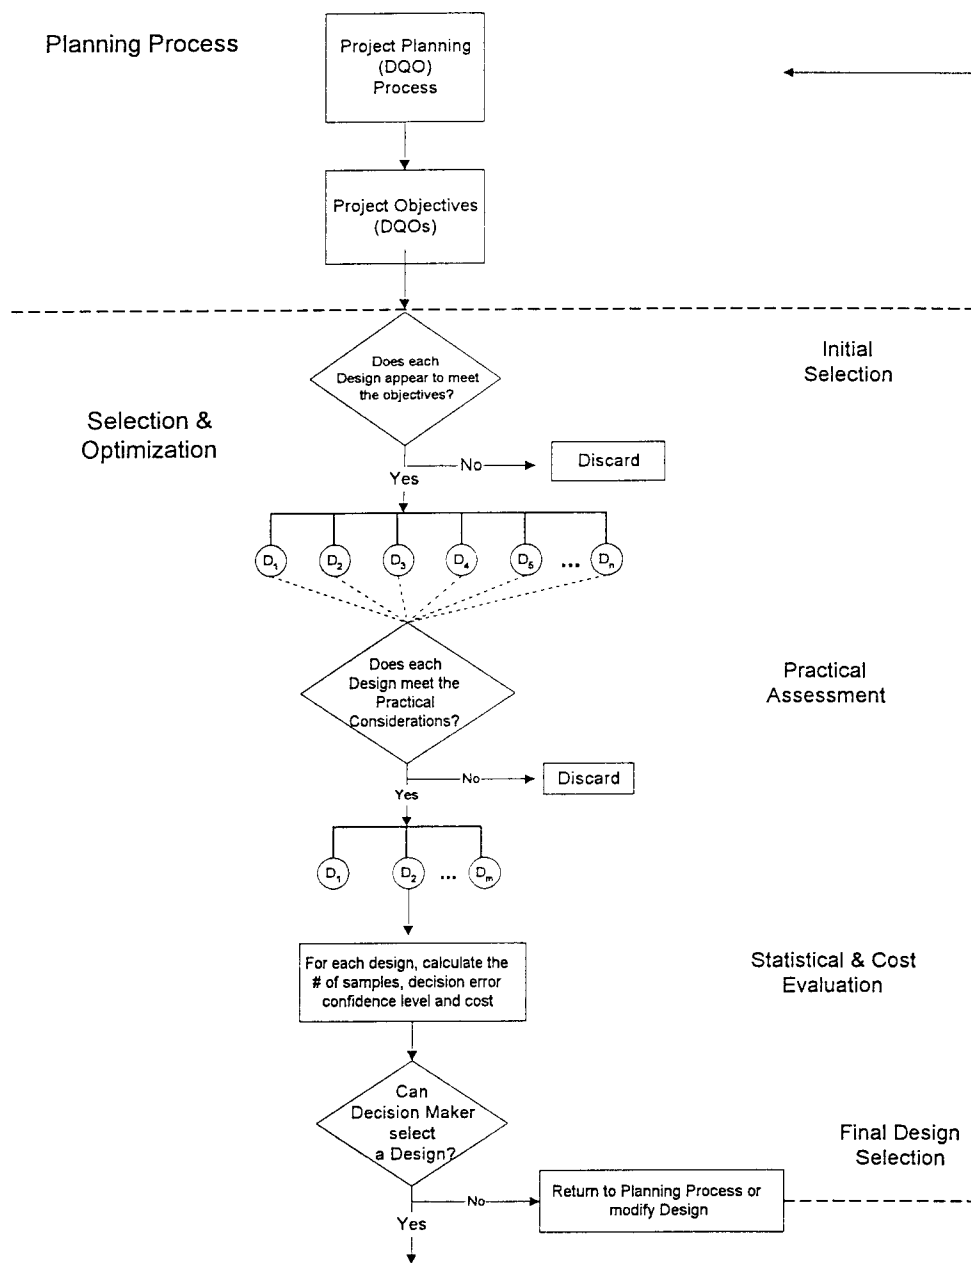 Planning Process
Project Planning
(DQO)
Process
Project Objectives
(DQOs)
Initial
Selection
Does each
Design appear to meet
the objectives?
Selection &
Optimization
No
Discard
Yes
D1 D2 D3 D4 D5 ... Dn
Practical
Assessment
Does each
Design meet the
Practical
Considerations?
No
Discard
Yes
D1 D2 ... Dm
Statistical & Cost
Evaluation
For each design, calculate the
# of samples, decision error
confidence level and cost
Can
Decision Maker
select
a Design?
Final Design
Selection
No
Return to Planning Process or
modify Design
Yes